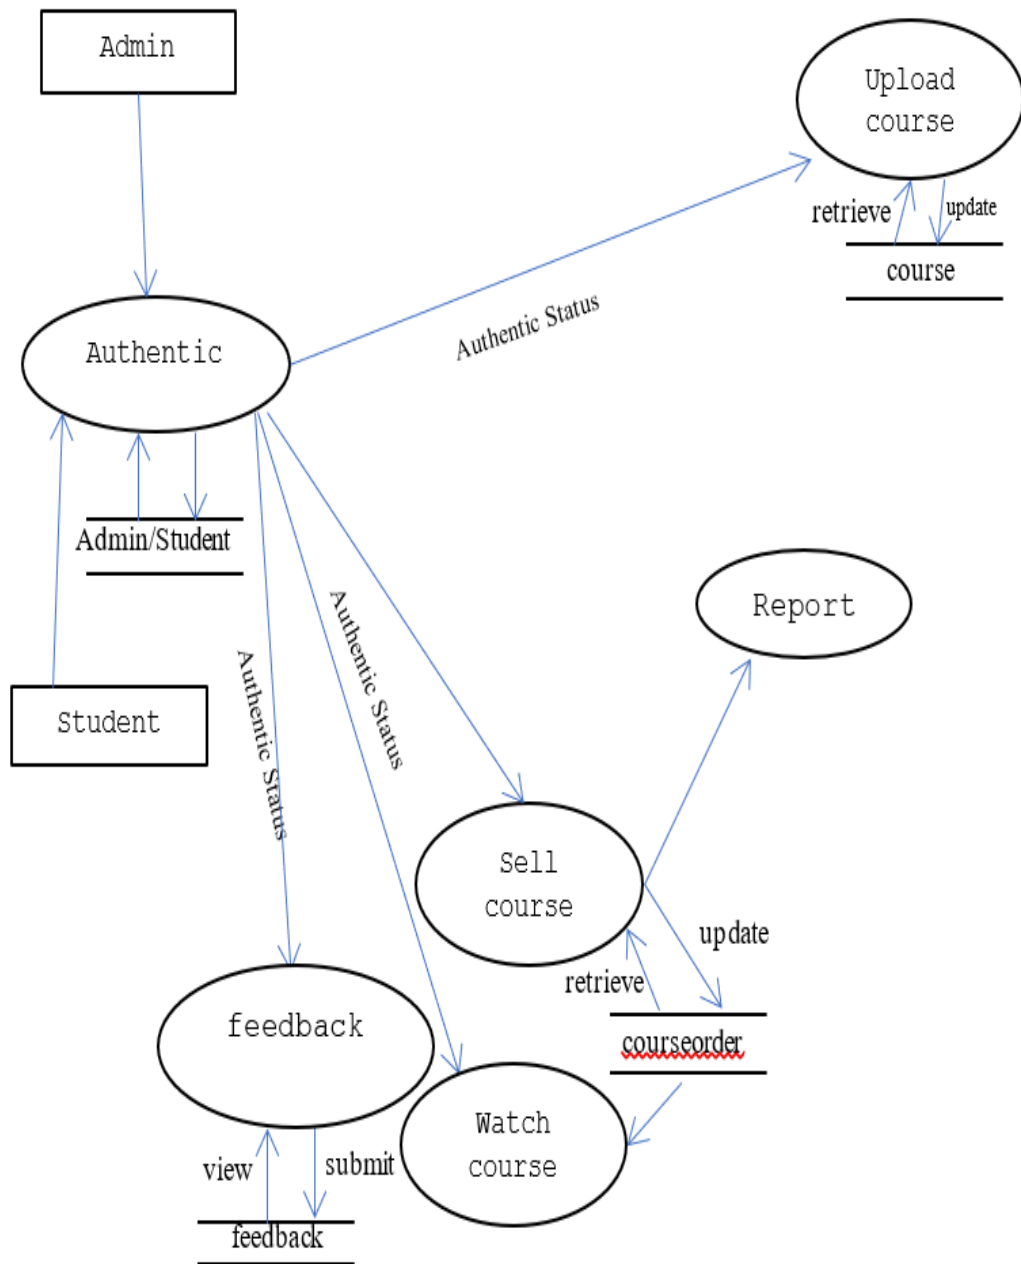 Admin
Upload
course
retrieve
update
course
Authentic Status
Authentic
Admin/Student
Authentic Status
Authentic Status
Report
Student
Sell
course
update
retrieve
courseorder
feedback
Watch
course
view
submit
feedback